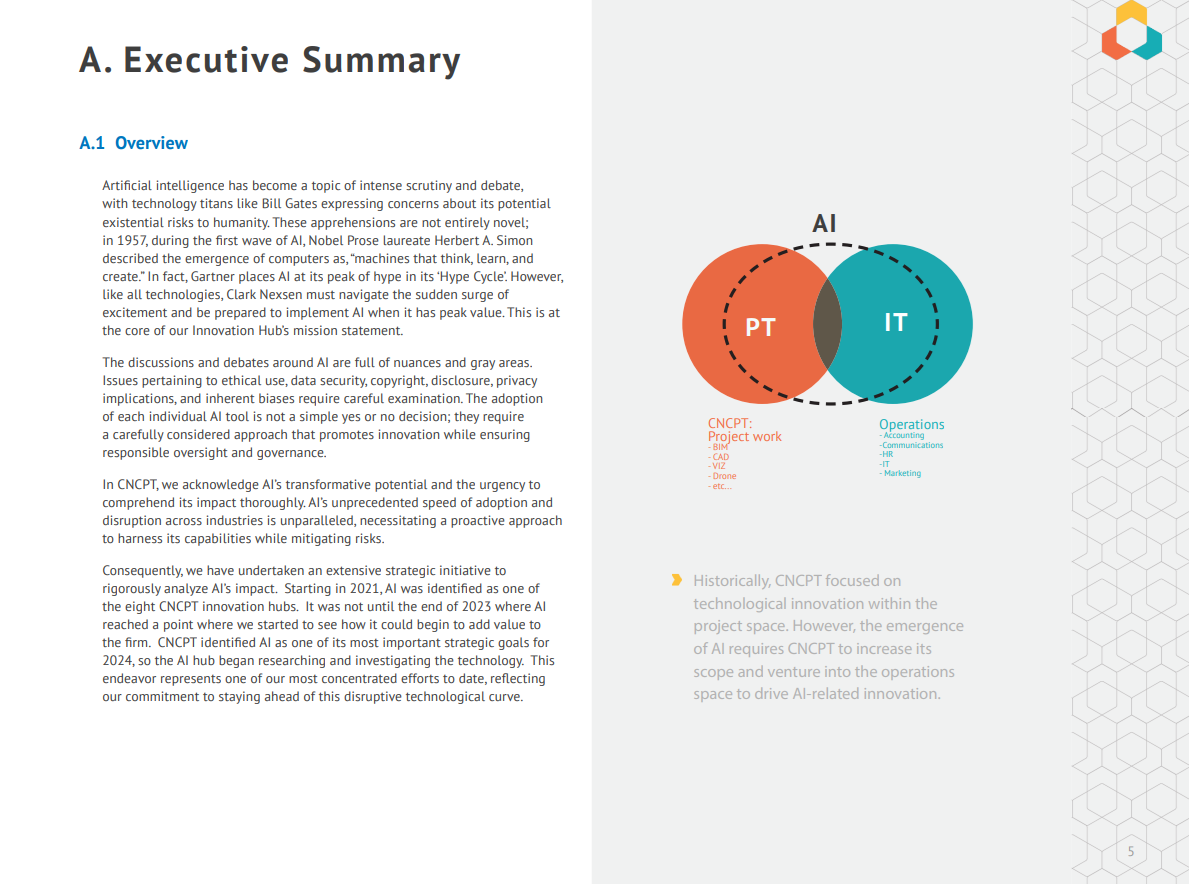 A. Executive Summary
A.1 Overview
Artificial intelligence has become a topic of intense scrutiny and debate,
with technology titans like Bill Gates expressing concerns about its potential
existential risks to humanity. These apprehensions are not entirely novel;
in 1957, during the first wave of AI, Nobel Prose laureate Herbert A. Simon
described the emergence of computers as, “machines that think, learn, and
create.” In fact, Gartner places AI at its peak of hype in its ‘Hype Cycle’. However,
like all technologies, Clark Nexsen must navigate the sudden surge of
excitement and be prepared to implement AI when it has peak value. This is at
the core of our Innovation Hub’s mission statement.
The discussions and debates around AI are full of nuances and gray areas.
Issues pertaining to ethical use, data security, copyright, disclosure, privacy
implications, and inherent biases require careful examination. The adoption
of each individual AI tool is not a simple yes or no decision; they require
a carefully considered approach that promotes innovation while ensuring
responsible oversight and governance.
In CNCPT, we acknowledge AI’s transformative potential and the urgency to
comprehend its impact thoroughly. AI’s unprecedented speed of adoption and
disruption across industries is unparalleled, necessitating a proactive approach
to harness its capabilities while mitigating risks.
Consequently, we have undertaken an extensive strategic initiative to
rigorously analyze AI’s impact.  Starting in 2021, AI was identified as one of
the eight CNCPT innovation hubs.  It was not until the end of 2023 where AI
reached a point where we started to see how it could begin to add value to
the firm.  CNCPT identified AI as one of its most important strategic goals for
2024, so the AI hub began researching and investigating the technology.  This
endeavor represents one of our most concentrated efforts to date, reflecting
our commitment to staying ahead of this disruptive technological curve.
AI
PT
IT
CNCPT:
Project work
- BIM
- CAD
- VIZ
- Drone
- etc...
Operations
- Accounting
-Communications
-HR
-IT
- Marketing
Historically, CNCPT focused on
technological innovation within the
project space. However, the emergence
of AI requires CNCPT to increase its
scope and venture into the operations
space to drive AI-related innovation.
5